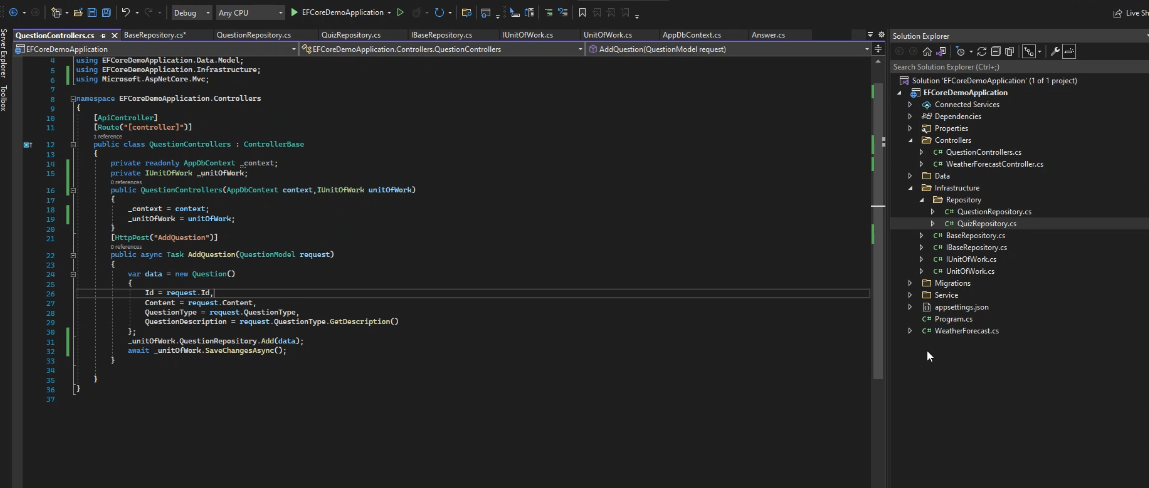 Debug
Any CPU
EFCoreDemoApplication
Live Sh
Server Explorer
Toolbox
QuestionControllers.cs
BaseRepository.cs*
QuestionRepository.cs
QuizRepository.cs
IBaseRepository.cs
IUnitOfWork.cs
UnitOfWork.cs
AppDbContext.cs
Answer.cs
EFCoreDemoApplication
EFCoreDemoApplication.Controllers.QuestionControllers
AddQuestion(QuestionModel request)
4 using EFCoreDemoApplication.Data.Model;
5 using EFCoreDemoApplication.Infrastructure;
6 using Microsoft.AspNetCore.Mvc;
7
8 namespace EFCoreDemoApplication.Controllers
9 {
10 [ApiController]
11 [Route("[controller]")]
1 reference
12 public class QuestionControllers : ControllerBase
13 {
14 private readonly AppDbContext _context;
15 private IUnitOfWork _unitOfWork;
0 references
16 public QuestionControllers(AppDbContext context,IUnitOfWork unitOfWork)
17 {
18 _context = context;
19 _unitOfWork = unitOfWork;
20 }
21 [HttpPost("AddQuestion")]
0 references
22 public async Task AddQuestion(QuestionModel request)
23 {
24 var data = new Question()
25 {
26 Id = request.Id,
27 Content = request.Content,
28 QuestionType = request.QuestionType,
29 QuestionDescription = request.QuestionType.GetDescription()
30 };
31 _unitOfWork.QuestionRepository.Add(data);
32 await _unitOfWork.SaveChangesAsync();
33 }
34
35 }
36 }
37
Solution Explorer
Search Solution Explorer (Ctrl+;)
Solution 'EFCoreDemoApplication' (1 of 1 project)
EFCoreDemoApplication
Connected Services
Dependencies
Properties
Controllers
C# QuestionControllers.cs
C# WeatherForecastController.cs
Data
Infrastructure
Repository
C# QuestionRepository.cs
C# QuizRepository.cs
C# BaseRepository.cs
C# IBaseRepository.cs
C# IUnitOfWork.cs
C# UnitOfWork.cs
Migrations
Service
appsettings.json
C# Program.cs
C# WeatherForecast.cs